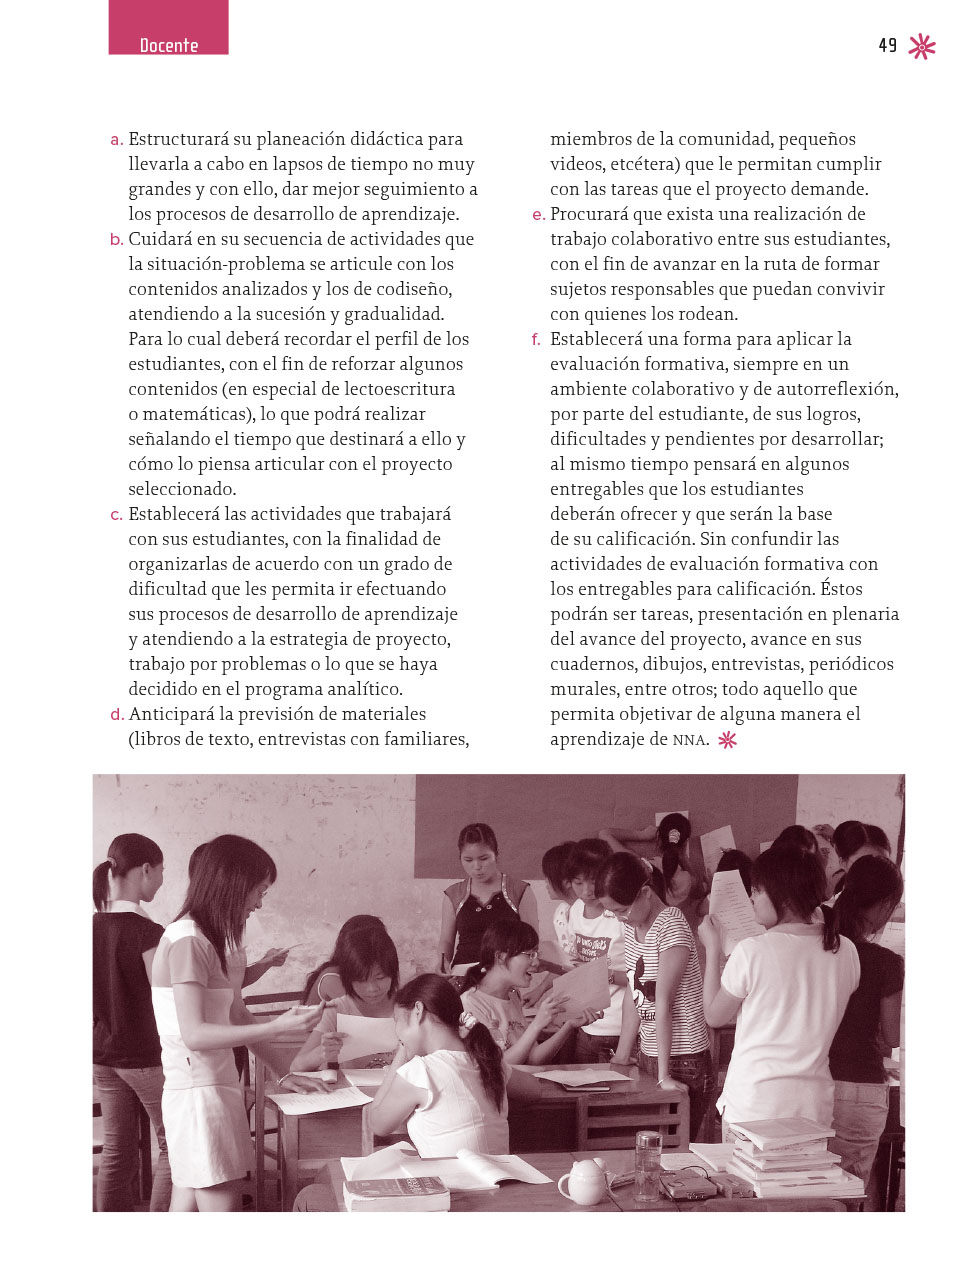 Docente
49
a. Estructurará su planeación didáctica para
llevarla a cabo en lapsos de tiempo no muy
grandes y con ello, dar mejor seguimiento a
los procesos de desarrollo de aprendizaje.
b. Cuidará en su secuencia de actividades que
la situación-problema se articule con los
contenidos analizados y los de codiseño,
atendiendo a la sucesión y gradualidad.
Para lo cual deberá recordar el perfil de los
estudiantes, con el fin de reforzar algunos
contenidos (en especial de lectoescritura
o matemáticas), lo que podrá realizar
señalando el tiempo que destinará a ello y
cómo lo piensa articular con el proyecto
seleccionado.
c. Establecerá las actividades que trabajará
con sus estudiantes, con la finalidad de
organizarlas de acuerdo con un grado de
dificultad que les permita ir efectuando
sus procesos de desarrollo de aprendizaje
y atendiendo a la estrategia de proyecto,
trabajo por problemas o lo que se haya
decidido en el programa analítico.
d. Anticipará la previsión de materiales
(libros de texto, entrevistas con familiares,
miembros de la comunidad, pequeños
videos, etcétera) que le permitan cumplir
con las tareas que el proyecto demande.
e. Procurará que exista una realización de
trabajo colaborativo entre sus estudiantes,
con el fin de avanzar en la ruta de formar
sujetos responsables que puedan convivir
con quienes los rodean.
f. Establecerá una forma para aplicar la
evaluación formativa, siempre en un
ambiente colaborativo y de autorreflexión,
por parte del estudiante, de sus logros,
dificultades y pendientes por desarrollar;
al mismo tiempo pensará en algunos
entregables que los estudiantes
deberán ofrecer y que serán la base
de su calificación. Sin confundir las
actividades de evaluación formativa con
los entregables para calificación. Éstos
podrán ser tareas, presentación en plenaria
del avance del proyecto, avance en sus
cuadernos, dibujos, entrevistas, periódicos
murales, entre otros; todo aquello que
permita objetivar de alguna manera el
aprendizaje de NNA.